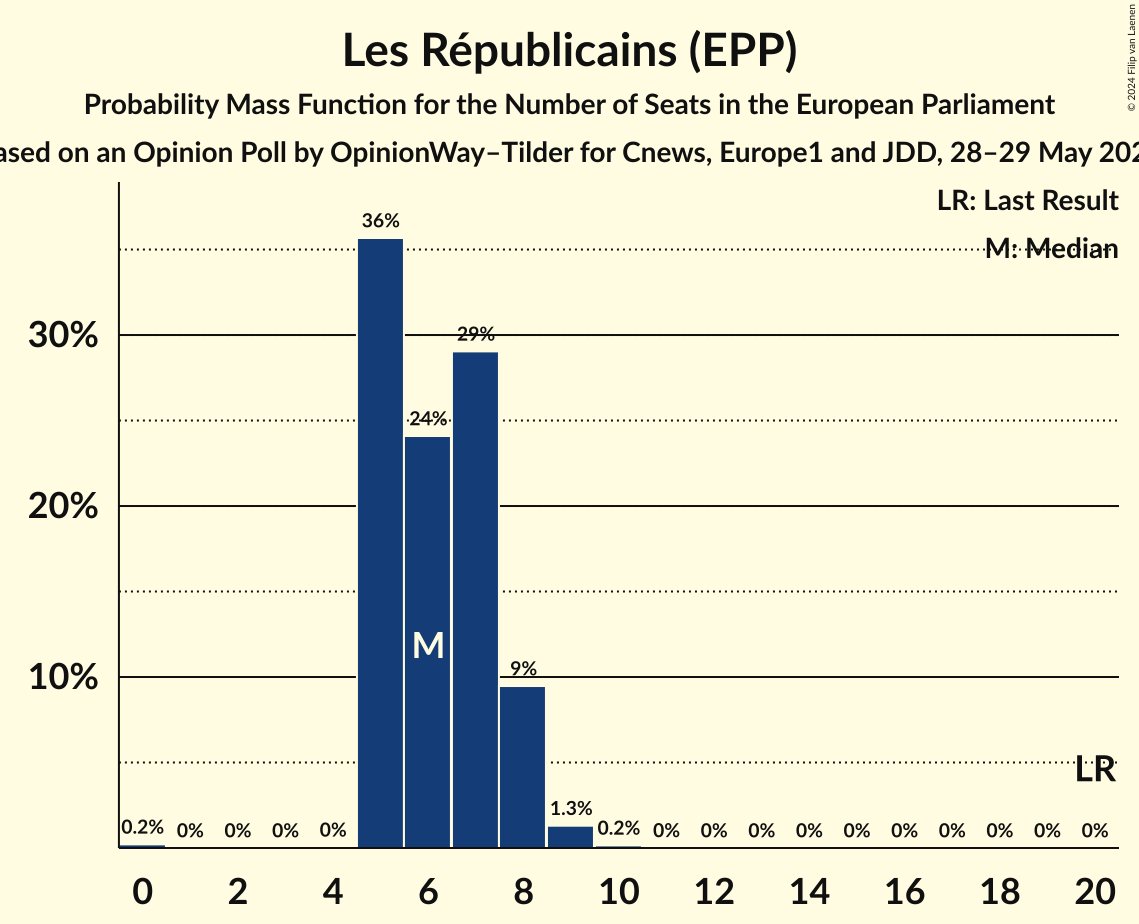 Les Républicains (EPP)
Probability Mass Function for the Number of Seats in the European Parliament
ased on an Opinion Poll by OpinionWay–Tilder for Cnews, Europe1 and JDD, 28–29 May 202
© 2024 Filip van Laenen
LR: Last Result
M: Median
36%
30%
29%
24%
20%
M
10%
9%
LR
0.2% 0% 0% 0% 0% 1.3% 0.2% 0% 0% 0% 0% 0% 0% 0% 0% 0% 0%
0 2 4 6 8 10 12 14 16 18 20